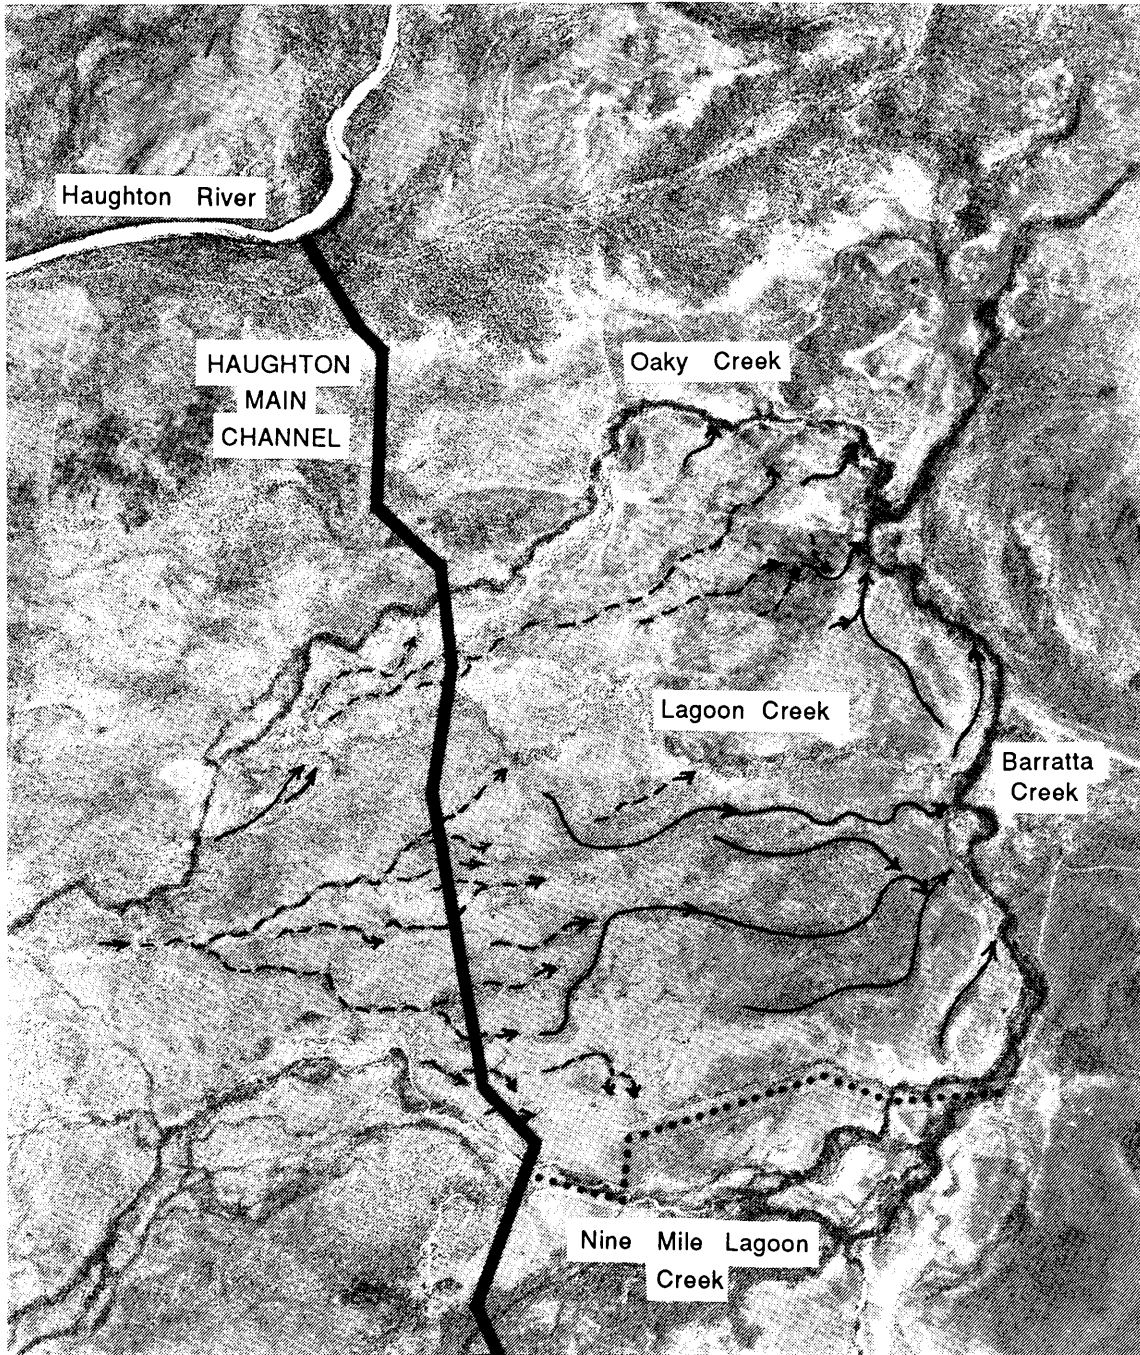 Haughton River
HAUGHTON
MAIN
CHANNEL
Oaky Creek
Lagoon Creek
Barratta
Creek
Nine Mile Lagoon
Creek